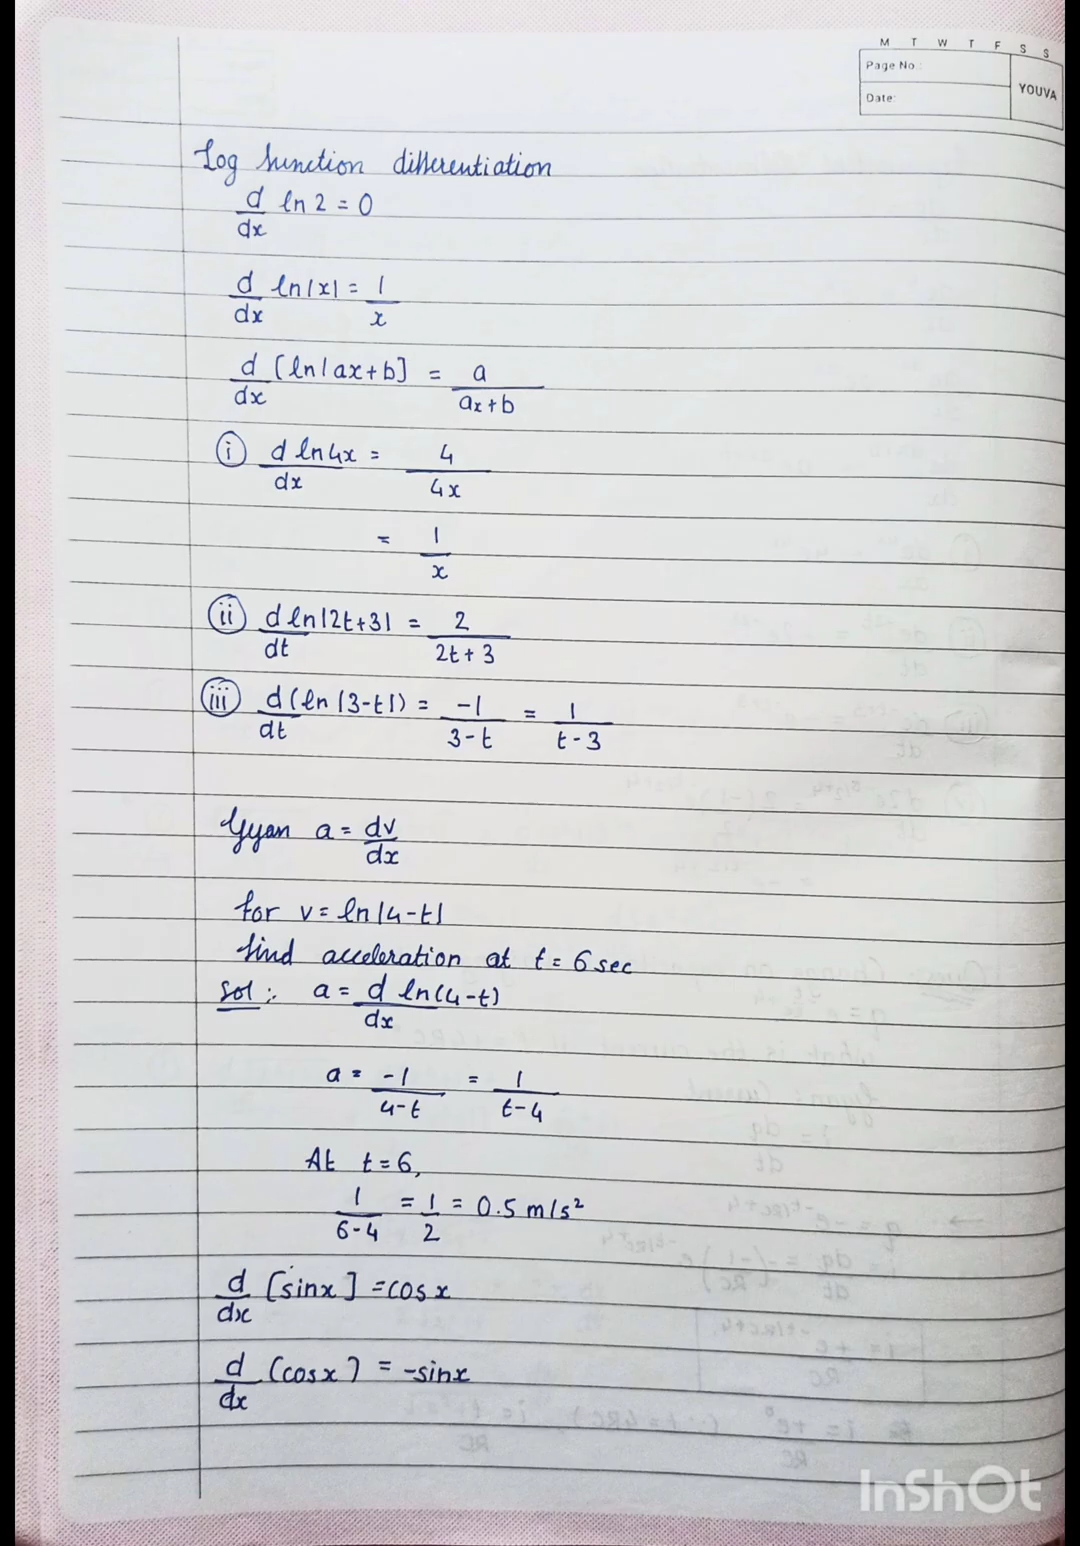 M T W T F S S
Page No.:
YOUVA
Date:
Log function differentiation
d/dx ln 2 = 0
d/dx ln|x| = 1/x
d/dx [ln|ax+b] = a/ax+b
(i) d ln4x/dx = 4/4x
= 1/x
(ii) d ln|2t+3|/dt = 2/2t+3
(iii) d(ln|3-t|)/dt = -1/3-t = 1/t-3
Gyan a = dv/dx
for v = ln|4-t|
find acceleration at t = 6 sec
Sol : a = d ln(4-t)/dx
a = -1/4-t = 1/t-4
At t = 6,
1/6-4 = 1/2 = 0.5 m/s²
d/dx [sinx] = cosx
d/dx (cosx) = -sinx
InShOt